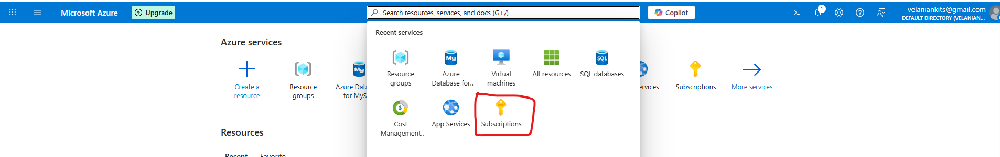 Microsoft Azure
Upgrade
Search resources, services, and docs (G+/)
Copilot
1
velaniankits@gmail.com
DEFAULT DIRECTORY (VELANIAN...
Azure services
Create a
resource
Resource
groups
Azure Data
for MyS
Recent services
Resource
groups
My
Azure
Database for...
Virtual
machines
All resources
SQL
SQL databases
$
Cost
Management...
App Services
Subscriptions
ervices
Subscriptions
More services
Resources
Recent
Favorite